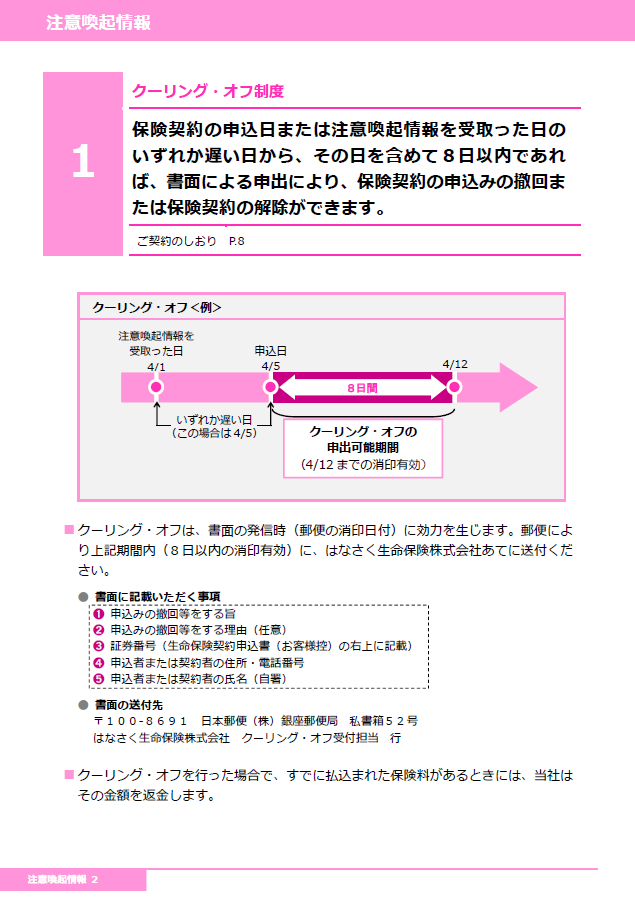 注意喚起情報
1
クーリング・オフ制度
保険契約の申込日または注意喚起情報を受取った日の
いずれか遅い日から、その日を含めて８日以内であれ
ば、書面による申出により、保険契約の申込みの撤回ま
たは保険契約の解除ができます。
ご契約のしおり　P.8
クーリング・オフ＜例＞
注意喚起情報を
受取った日
4/1
申込日
4/5
4/12
８日間
いずれか遅い日
（この場合は 4/5）
クーリング・オフの
申出可能期間
（4/12 までの消印有効）
■ クーリング・オフは、書面の発信時（郵便の消印日付）に効力を生じます。郵便によ
り上記期間内（８日以内の消印有効）に、はなさく生命保険株式会社あてに送付くだ
さい。
● 書面に記載いただく事項
❶ 申込みの撤回等をする旨
❷ 申込みの撤回等をする理由（任意）
❸ 証券番号（生命保険契約申込書（お客様控）の右上に記載）
❹ 申込者または契約者の住所・電話番号
❺ 申込者または契約者の氏名（自署）
● 書面の送付先
〒１００-８６９１　日本郵便（株）銀座郵便局　私書箱５２号
はなさく生命保険株式会社　クーリング・オフ受付担当　行
■ クーリング・オフを行った場合で、すでに払込まれた保険料があるときには、当社は
その金額を返金します。
注意喚起情報 2